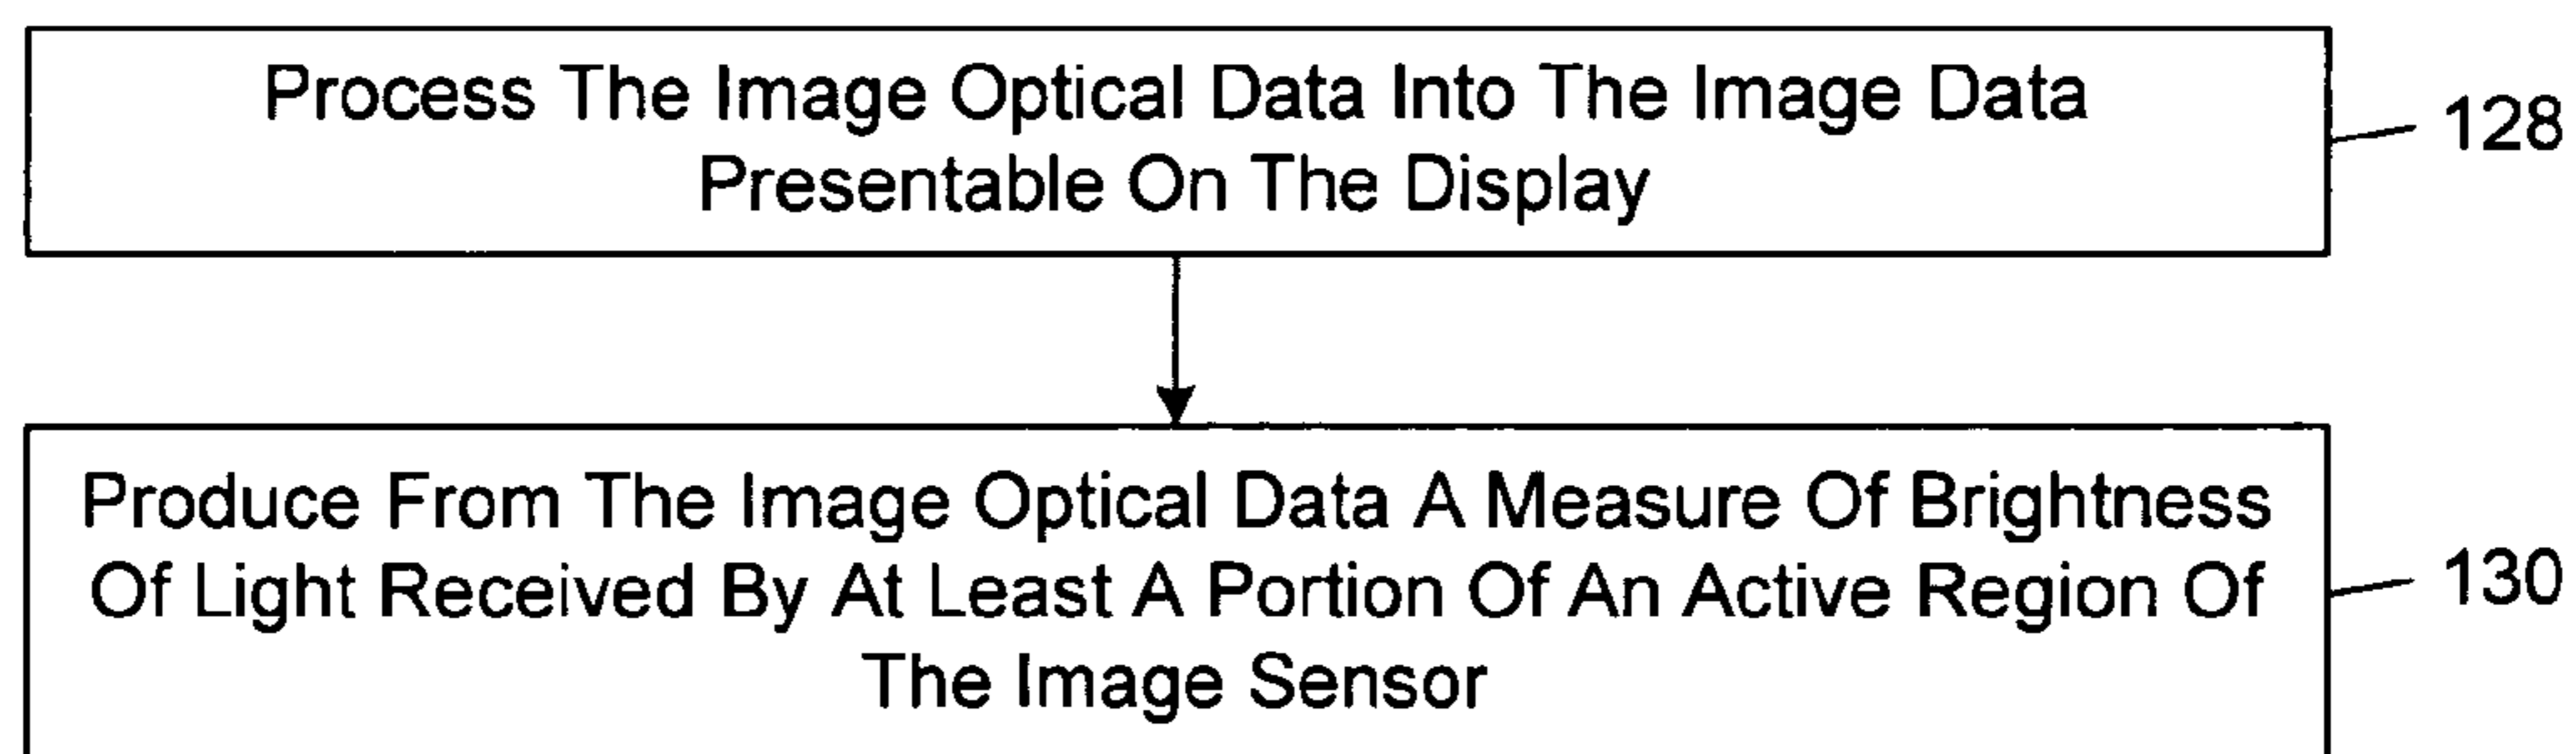 Process The Image Optical Data Into The Image Data
Presentable On The Display
128
Produce From The Image Optical Data A Measure Of Brightness
Of Light Received By At Least A Portion Of An Active Region Of
The Image Sensor
130